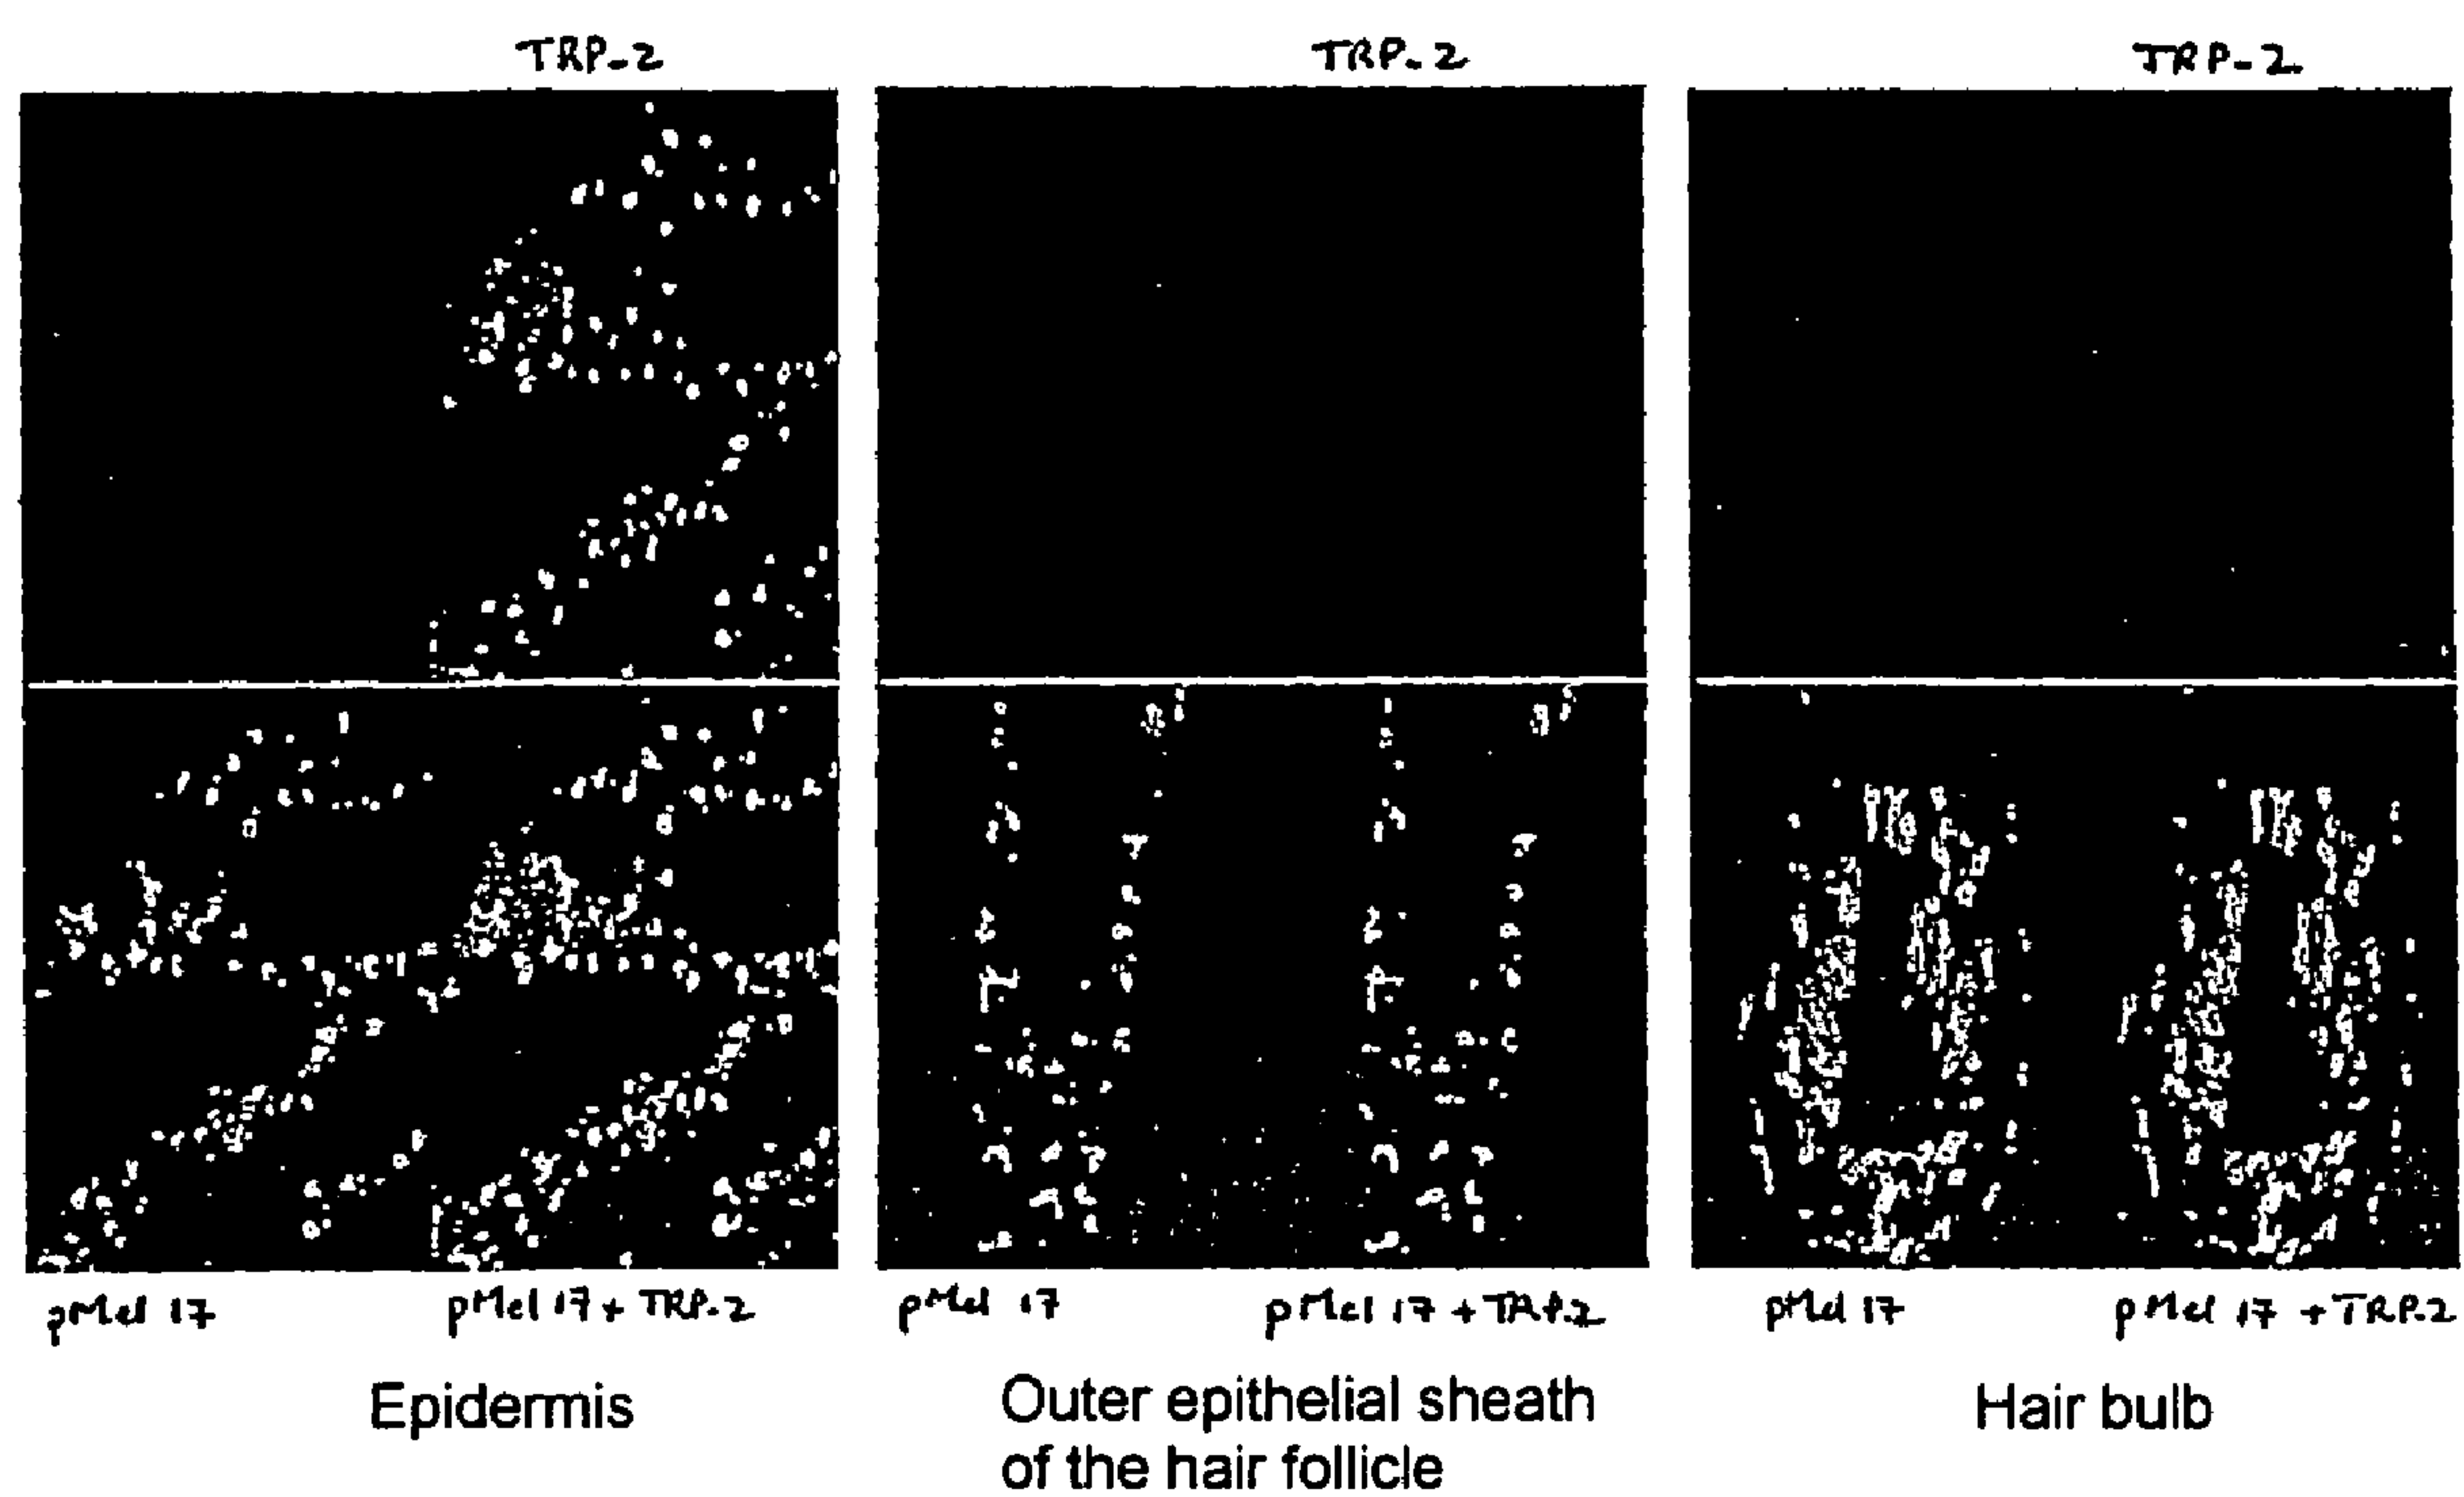 TRP-2 TRP-2 TRP-2
pMel 17 pMel 17 + TRP-2 pMel 17 pMel 17 + TRP.2 pMel 17 pMel 17 + TRP.2
Epidermis
Outer epithelial sheath
of the hair follicle
Hair bulb